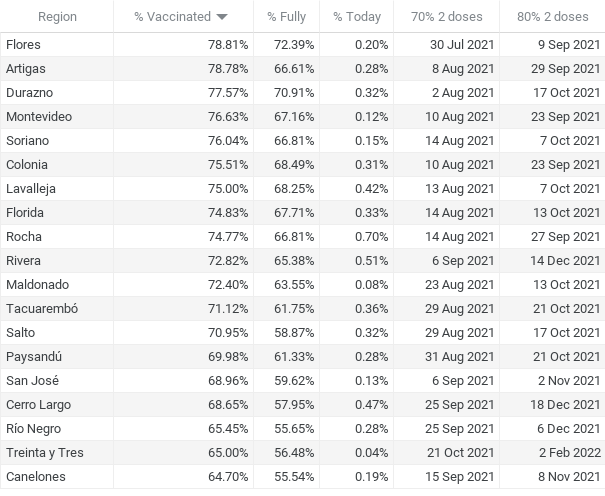 Region % Vaccinated % Fully % Today 70% 2 doses 80% 2 doses
Flores 78.81% 72.39% 0.20% 30 Jul 2021 9 Sep 2021
Artigas 78.78% 66.61% 0.28% 8 Aug 2021 29 Sep 2021
Durazno 77.57% 70.91% 0.32% 2 Aug 2021 17 Oct 2021
Montevideo 76.63% 67.16% 0.12% 10 Aug 2021 23 Sep 2021
Soriano 76.04% 66.81% 0.15% 14 Aug 2021 7 Oct 2021
Colonia 75.51% 68.49% 0.31% 10 Aug 2021 23 Sep 2021
Lavalleja 75.00% 68.25% 0.42% 13 Aug 2021 7 Oct 2021
Florida 74.83% 67.71% 0.33% 14 Aug 2021 13 Oct 2021
Rocha 74.77% 66.81% 0.70% 14 Aug 2021 27 Sep 2021
Rivera 72.82% 65.38% 0.51% 6 Sep 2021 14 Dec 2021
Maldonado 72.40% 63.55% 0.08% 23 Aug 2021 13 Oct 2021
Tacuarembó 71.12% 61.75% 0.36% 29 Aug 2021 21 Oct 2021
Salto 70.95% 58.87% 0.32% 29 Aug 2021 17 Oct 2021
Paysandú 69.98% 61.33% 0.28% 31 Aug 2021 21 Oct 2021
San José 68.96% 59.62% 0.13% 6 Sep 2021 2 Nov 2021
Cerro Largo 68.65% 57.95% 0.47% 25 Sep 2021 18 Dec 2021
Río Negro 65.45% 55.65% 0.28% 25 Sep 2021 6 Dec 2021
Treinta y Tres 65.00% 56.48% 0.04% 21 Oct 2021 2 Feb 2022
Canelones 64.70% 55.54% 0.19% 15 Sep 2021 8 Nov 2021